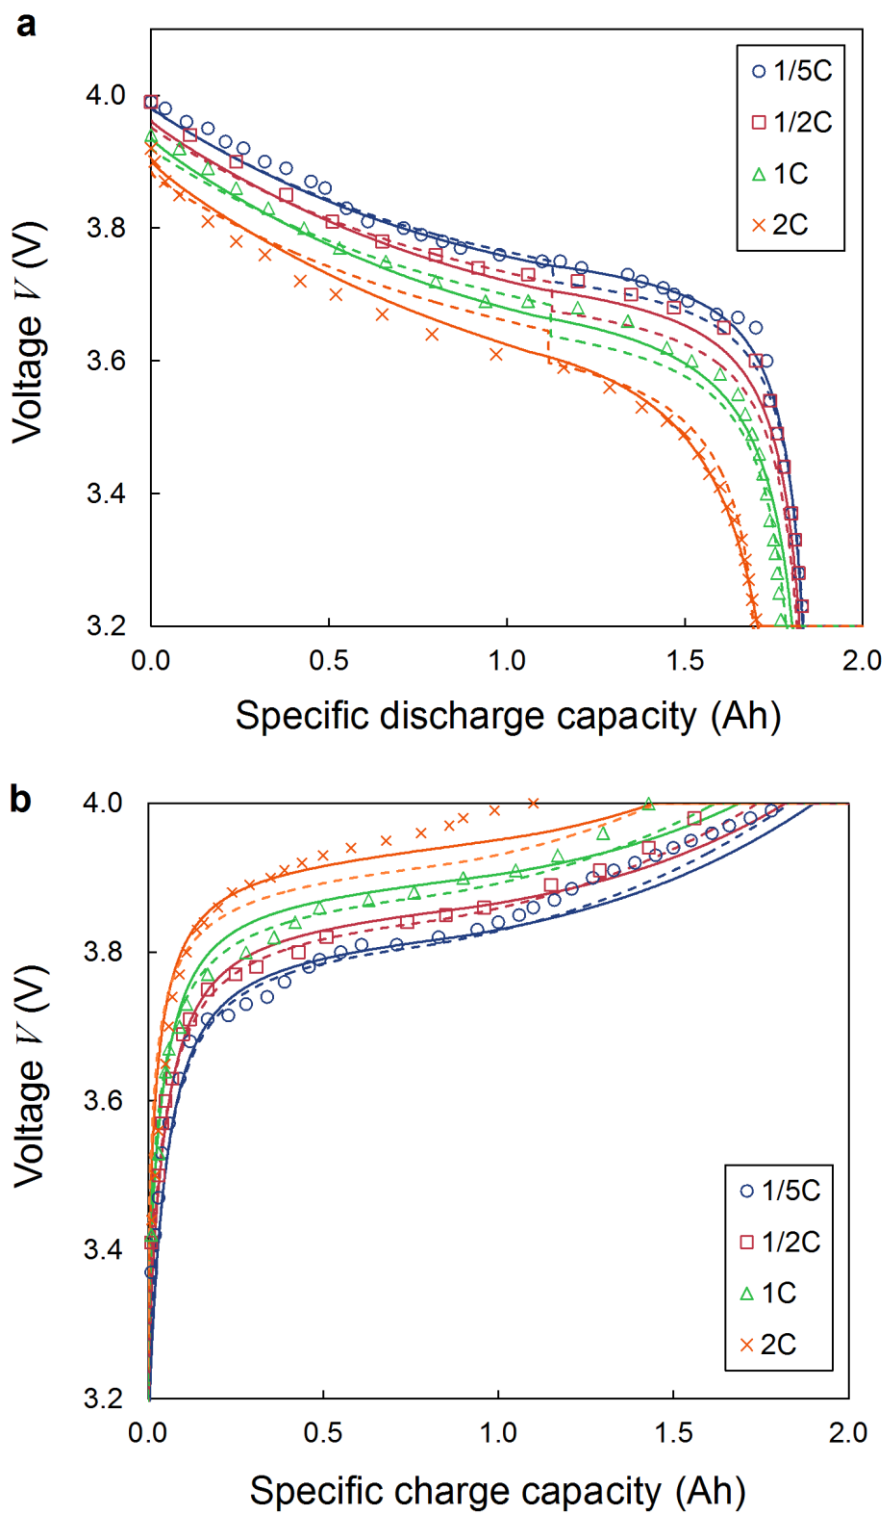 a
1/5C
1/2C
1C
2C
4.0
3.8
3.6
3.4
3.2
Voltage V (V)
0.0 0.5 1.0 1.5 2.0
Specific discharge capacity (Ah)
b
4.0
3.8
3.6
3.4
3.2
Voltage V (V)
1/5C
1/2C
1C
2C
0.0 0.5 1.0 1.5 2.0
Specific charge capacity (Ah)